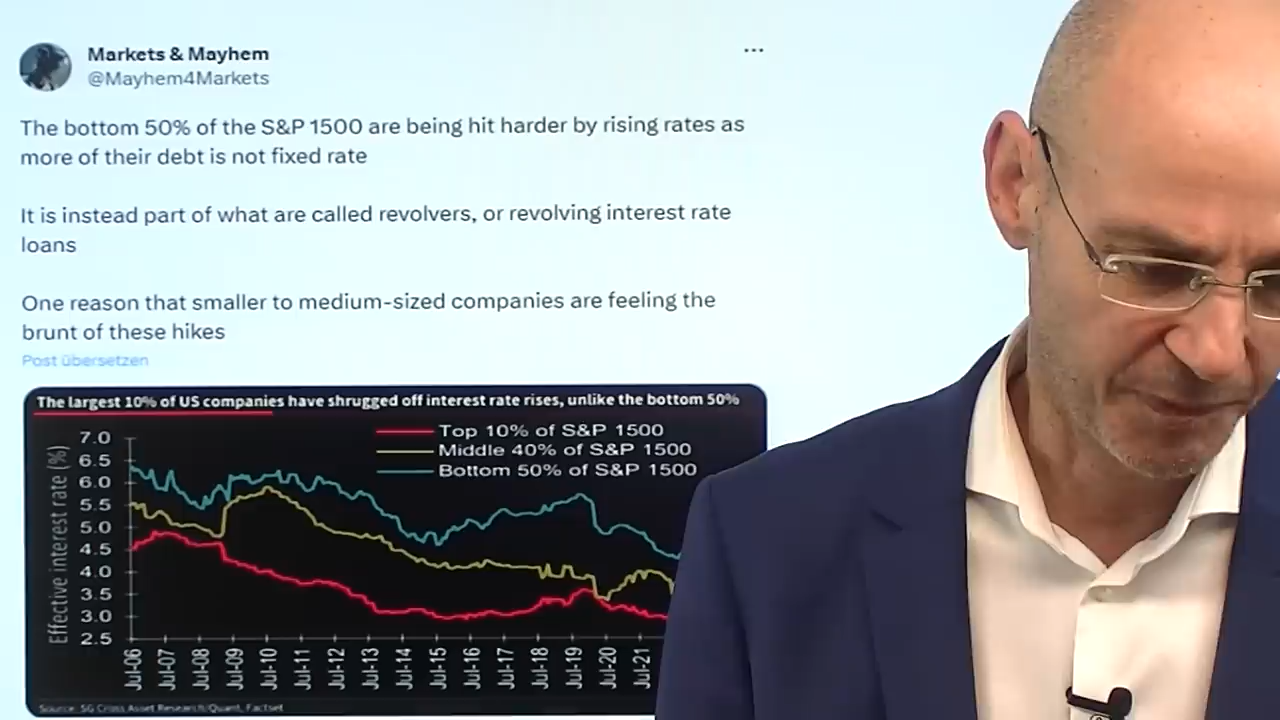 Markets & Mayhem
...
@Mayhem4Markets
The bottom 50% of the S&P 1500 are being hit harder by rising rates as
more of their debt is not fixed rate
It is instead part of what are called revolvers, or revolving interest rate
loans
One reason that smaller to medium-sized companies are feeling the
brunt of these hikes
Post übersetzen
The largest 10% of US companies have shrugged off interest rate rises, unlike the bottom 50%
Effective interest rate (%)
7.0
6.5
6.0
5.5
5.0
4.5
4.0
3.5
3.0
2.5
Top 10% of S&P 1500
Middle 40% of S&P 1500
Bottom 50% of S&P 1500
Jul-06
Jul-07
Jul-08
Jul-09
Jul-10
Jul-11
Jul-12
Jul-13
Jul-14
Jul-15
Jul-16
Jul-17
Jul-18
Jul-19
Jul-20
Jul-21
Source: SG Cross Asset Research/Quant, Factset